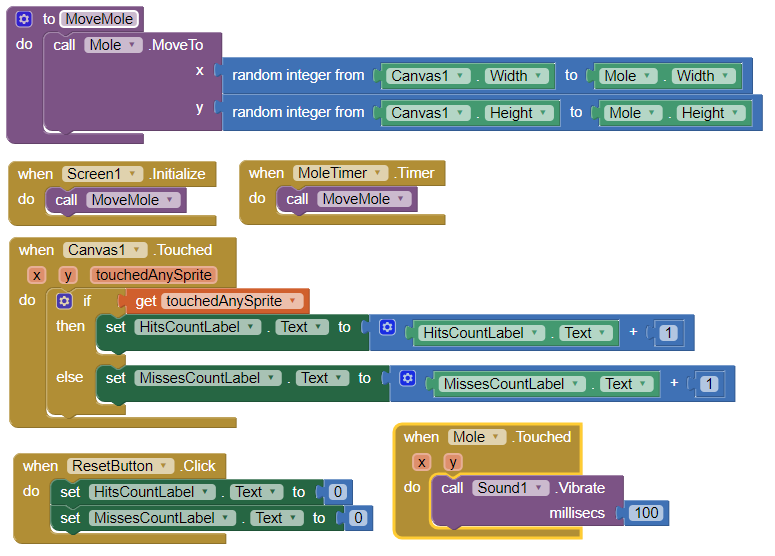 to MoveMole
do call Mole .MoveTo
x random integer from Canvas1 . Width to Mole . Width
y random integer from Canvas1 . Height to Mole . Height
when Screen1 .Initialize
do call MoveMole
when MoleTimer .Timer
do call MoveMole
when Canvas1 .Touched
x y touchedAnySprite
do if get touchedAnySprite
then set HitsCountLabel . Text to HitsCountLabel . Text + 1
else set MissesCountLabel . Text to MissesCountLabel . Text + 1
when ResetButton .Click
do set HitsCountLabel . Text to 0
set MissesCountLabel . Text to 0
when Mole .Touched
x y
do call Sound1 .Vibrate
millisecs 100